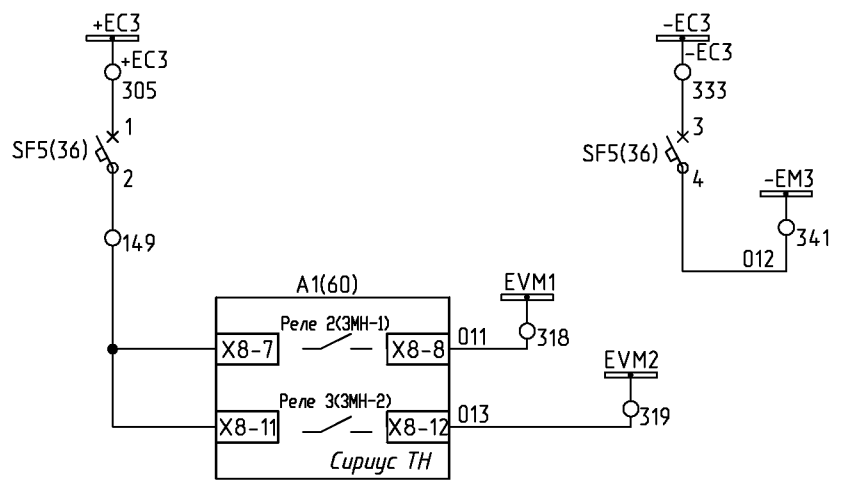 +EC3
-EC3
+EC3
-EC3
305
333
1
3
SF5(36)
SF5(36)
2
4
-EM3
149
341
012
A1(60)
EVM1
Реле 2(ЗМН-1)
011
318
X8-7
X8-8
EVM2
Реле 3(ЗМН-2)
013
319
X8-11
X8-12
Сириус ТН